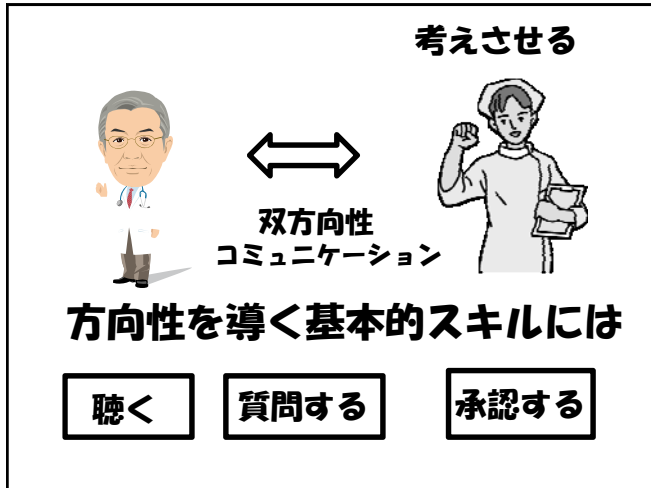 考えさせる
双方向性
コミュニケーション
方向性を導く基本的スキルには
聴く
質問する
承認する